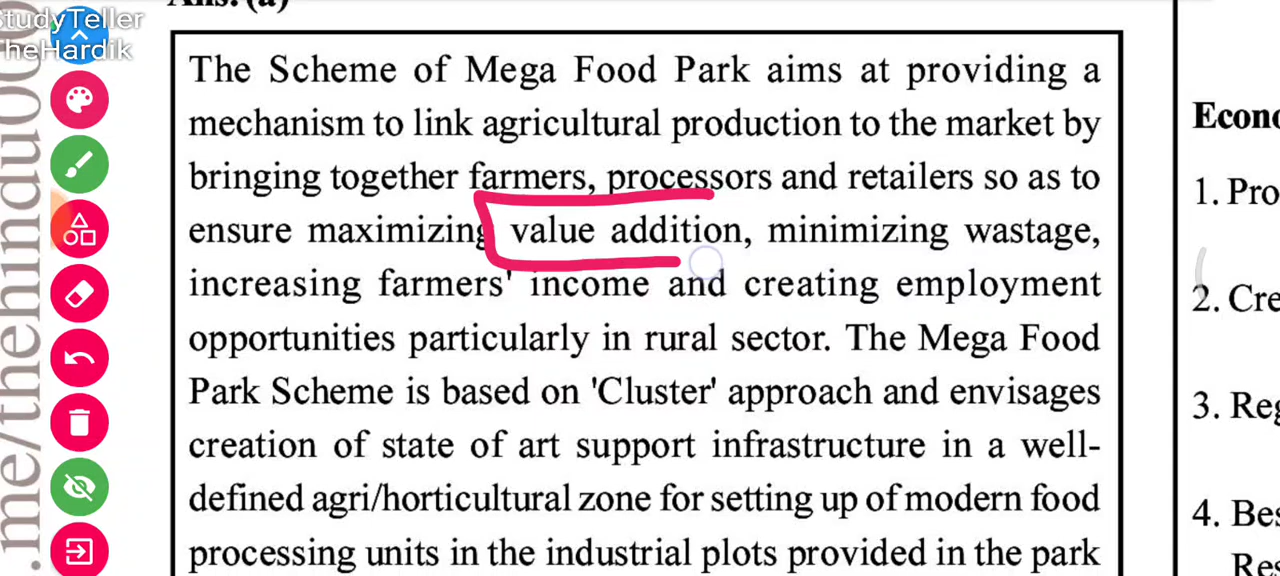 Ans. (a)
StudyTeller
heHardik
The Scheme of Mega Food Park aims at providing a
mechanism to link agricultural production to the market by
bringing together farmers, processors and retailers so as to
ensure maximizing value addition, minimizing wastage,
increasing farmers' income and creating employment
opportunities particularly in rural sector. The Mega Food
Park Scheme is based on 'Cluster' approach and envisages
creation of state of art support infrastructure in a well-
defined agri/horticultural zone for setting up of modern food
processing units in the industrial plots provided in the park
Econo
1. Pro
2. Cre
3. Reg
4. Bes
Res
.me/thehindu000